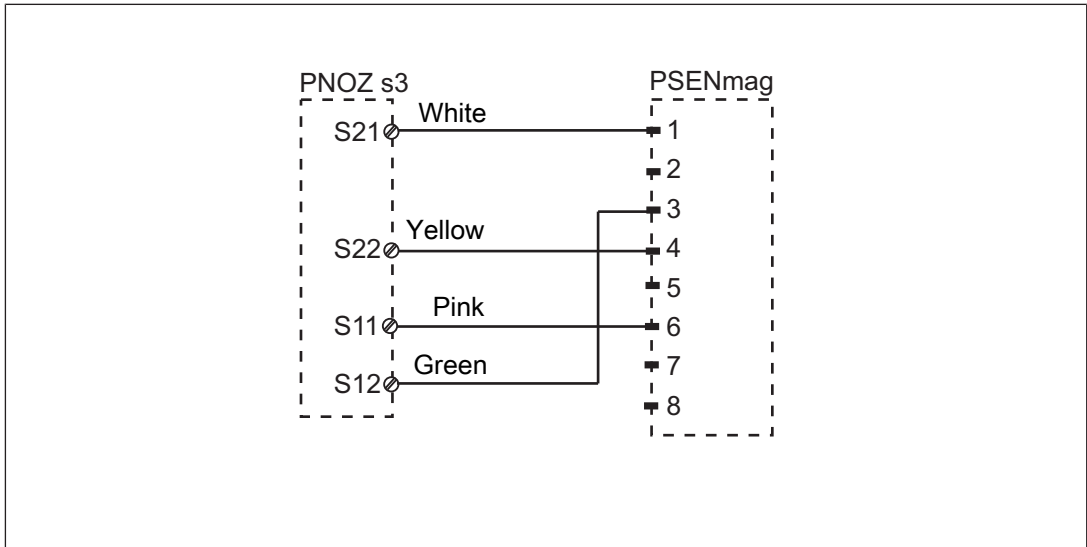 PNOZ s3
S21
White
S22
Yellow
S11
Pink
S12
Green
PSENmag
1
2
3
4
5
6
7
8